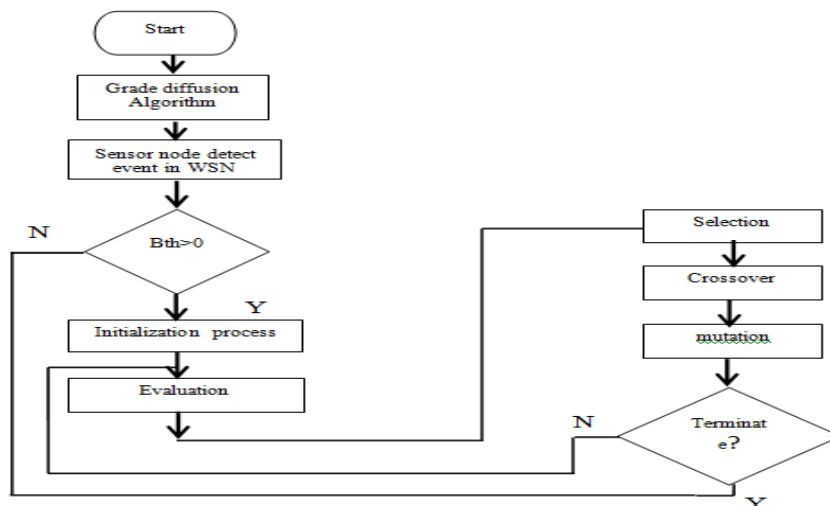 Start
Grade diffusion
Algorithm
Sensor node detect
event in WSN
N
Bth>0
Y
Initialization process
Evaluation
Selection
Crossover
mutation
N
Terminat
e?
Y